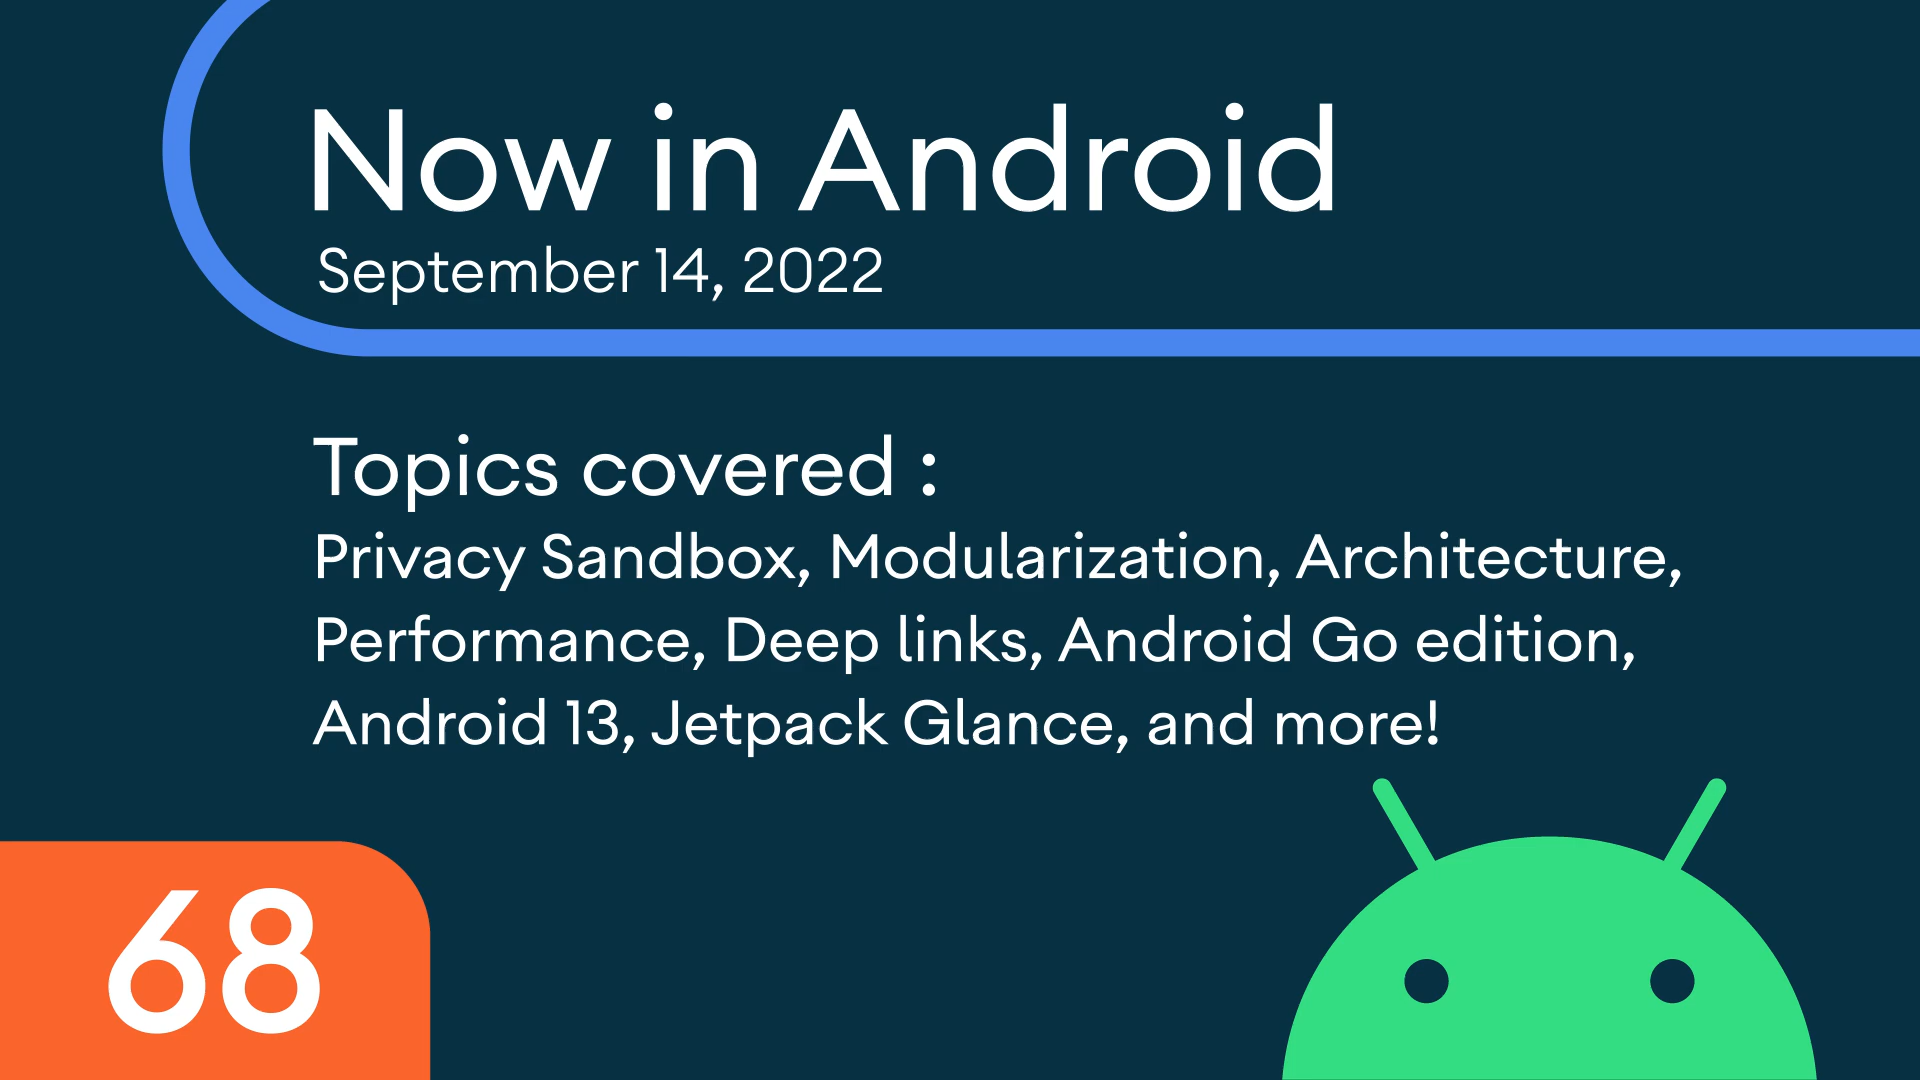 Now in Android
September 14, 2022
Topics covered :
Privacy Sandbox, Modularization, Architecture,
Performance, Deep links, Android Go edition,
Android 13, Jetpack Glance, and more!
68